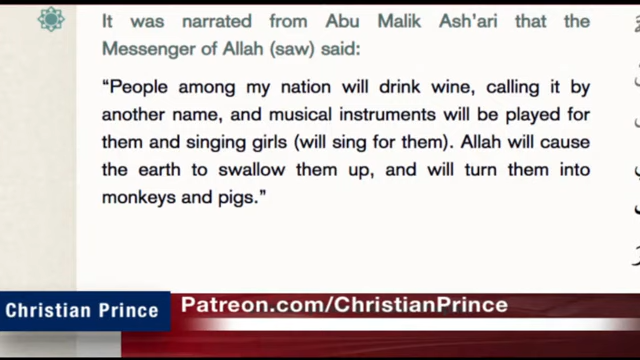 It was narrated from Abu Malik Ash'ari that the
Messenger of Allah (saw) said:
“People among my nation will drink wine, calling it by
another name, and musical instruments will be played for
them and singing girls (will sing for them). Allah will cause
the earth to swallow them up, and will turn them into
monkeys and pigs.”
Christian Prince
Patreon.com/ChristianPrince